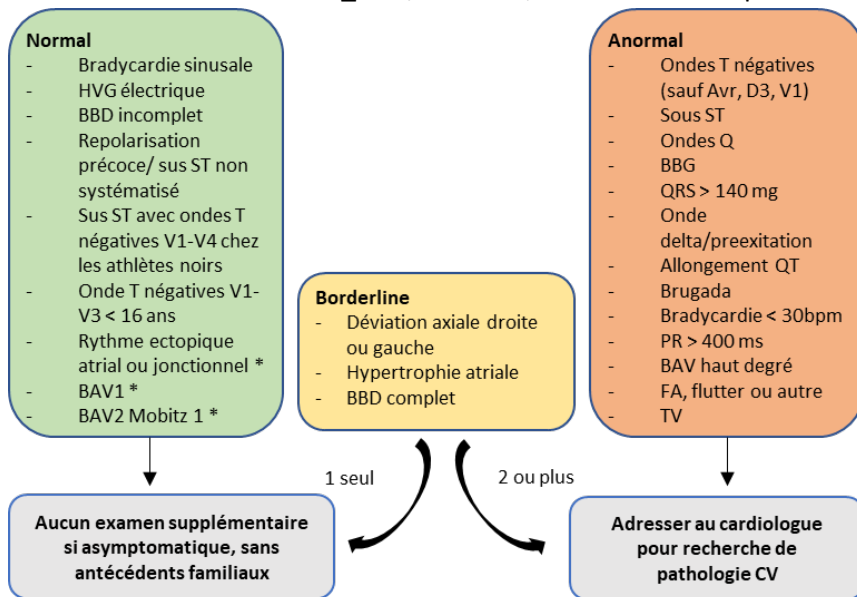 Normal
- Bradycardie sinusale
- HVG électrique
- BBD incomplet
- Repolarisation
précoce/ sus ST non
systématisé
- Sus ST avec ondes T
négatives V1-V4 chez
les athlètes noirs
- Onde T négatives V1-
V3 < 16 ans
- Rythme ectopique
atrial ou jonctionnel *
- BAV1 *
- BAV2 Mobitz 1 *
Borderline
- Déviation axiale droite
ou gauche
- Hypertrophie atriale
- BBD complet
Anormal
- Ondes T négatives
(sauf Avr, D3, V1)
- Sous ST
- Ondes Q
- BBG
- QRS > 140 mg
- Onde
delta/preexitation
- Allongement QT
- Brugada
- Bradycardie < 30bpm
- PR > 400 ms
- BAV haut degré
- FA, flutter ou autre
TV
1 seul
2 ou plus
Aucun examen supplémentaire
si asymptomatique, sans
antécédents familiaux
Adresser au cardiologue
pour recherche de
pathologie CV